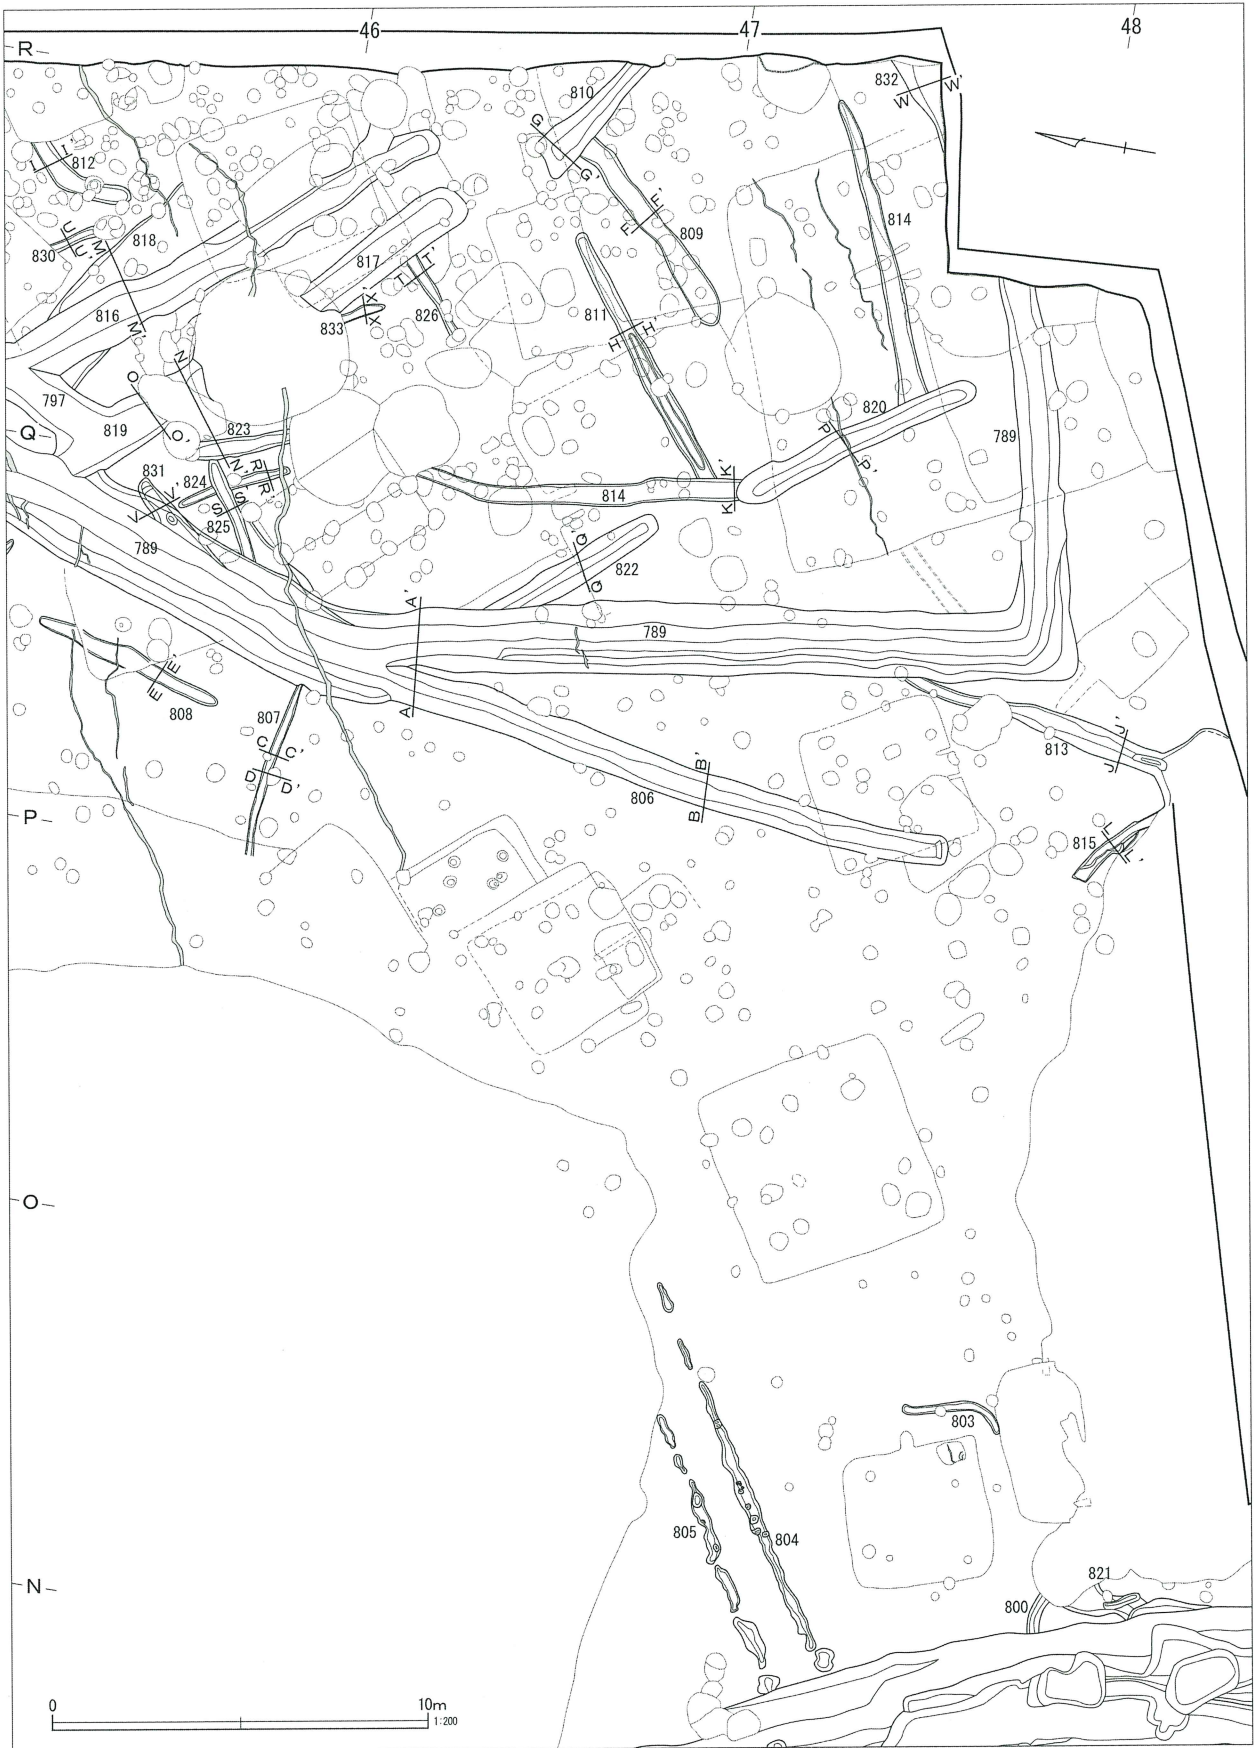 46
47
48
R
810
832
W
W'
G
I
I'
812
G'
F'
F
814
809
818
U
U'
830
M
817
T'
T
816
M'
X'
X
833
826
811
H'
H
N
O
797
820
Q
819
O'
823
P
P'
789
831
824
N'
R
R'
K'
V
V'
S
S'
825
814
K
789
Q'
Q
822
A'
789
E'
E
808
807
A
C
C'
D
D'
813
J'
J
B'
B
806
P
815
L
L'
O
803
805
804
N
821
800
0
10m
1:200